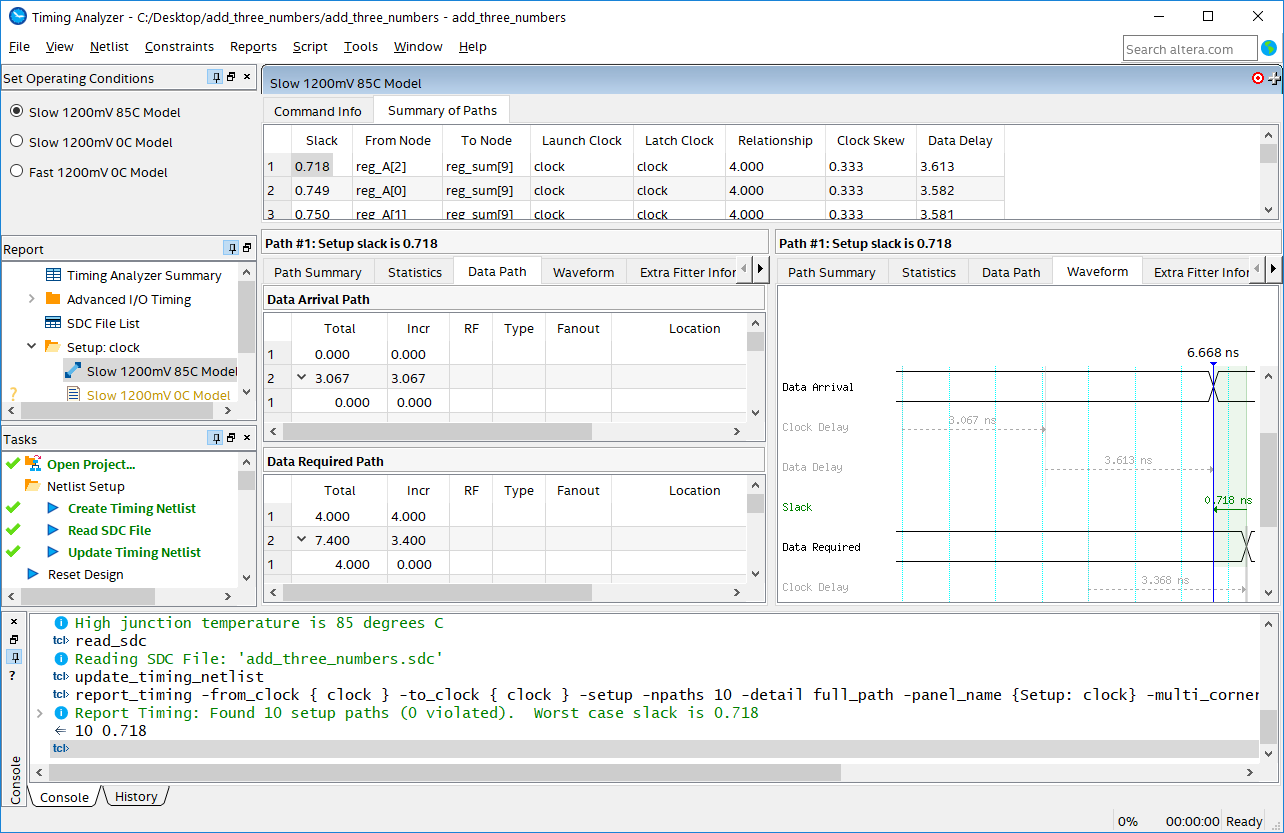 Timing Analyzer - C:/Desktop/add_three_numbers/add_three_numbers - add_three_numbers
File View Netlist Constraints Reports Script Tools Window Help
Search altera.com
Set Operating Conditions
Slow 1200mV 85C Model
Slow 1200mV 0C Model
Fast 1200mV 0C Model
Report
Timing Analyzer Summary
Advanced I/O Timing
SDC File List
Setup: clock
Slow 1200mV 85C Model
? Slow 1200mV 0C Model
Tasks
Open Project...
Netlist Setup
Create Timing Netlist
Read SDC File
Update Timing Netlist
Reset Design
Slow 1200mV 85C Model
Command Info Summary of Paths
Slack From Node To Node Launch Clock Latch Clock Relationship Clock Skew Data Delay
1 0.718 reg_A[2] reg_sum[9] clock clock 4.000 0.333 3.613
2 0.749 reg_A[0] reg_sum[9] clock clock 4.000 0.333 3.582
3 0.750 reg_A[1] reg_sum[9] clock clock 4.000 0.333 3.581
Path #1: Setup slack is 0.718
Path Summary Statistics Data Path Waveform Extra Fitter Infor
Data Arrival Path
Total Incr RF Type Fanout Location
1 0.000 0.000
2 3.067 3.067
1 0.000 0.000
Data Required Path
Total Incr RF Type Fanout Location
1 4.000 4.000
2 7.400 3.400
1 4.000 0.000
Path #1: Setup slack is 0.718
Path Summary Statistics Data Path Waveform Extra Fitter Infor
6.668 ns
Data Arrival
Clock Delay 3.067 ns
Data Delay 3.613 ns
Slack 0.718 ns
Data Required
Clock Delay 3.368 ns
High junction temperature is 85 degrees C
tcl> read_sdc
Reading SDC File: 'add_three_numbers.sdc'
tcl> update_timing_netlist
tcl> report_timing -from_clock { clock } -to_clock { clock } -setup -npaths 10 -detail full_path -panel_name {Setup: clock} -multi_corner
Report Timing: Found 10 setup paths (0 violated).  Worst case slack is 0.718
10 0.718
tcl>
?
Console
Console History
0% 00:00:00 Ready